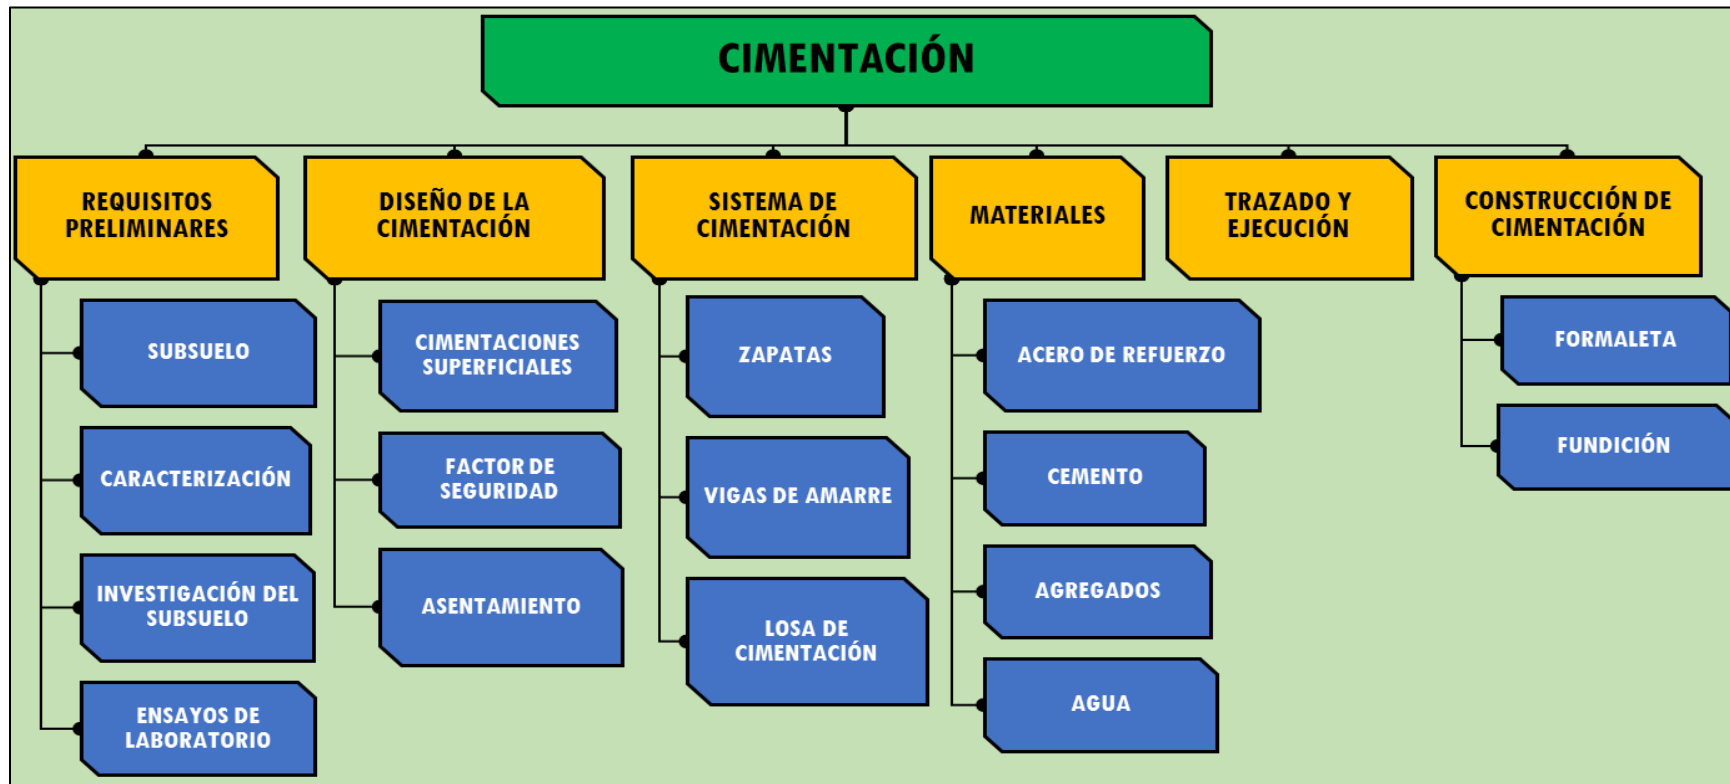 CIMENTACIÓN
REQUISITOS
PRELIMINARES
DISEÑO DE LA
CIMENTACIÓN
SISTEMA DE
CIMENTACIÓN
MATERIALES
TRAZADO Y
EJECUCIÓN
CONSTRUCCIÓN DE
CIMENTACIÓN
SUBSUELO
CARACTERIZACIÓN
INVESTIGACIÓN DEL
SUBSUELO
ENSAYOS DE
LABORATORIO
CIMENTACIONES
SUPERFICIALES
FACTOR DE
SEGURIDAD
ASENTAMIENTO
ZAPATAS
VIGAS DE AMARRE
LOSA DE
CIMENTACIÓN
ACERO DE REFUERZO
CEMENTO
AGREGADOS
AGUA
FORMALETA
FUNDICIÓN